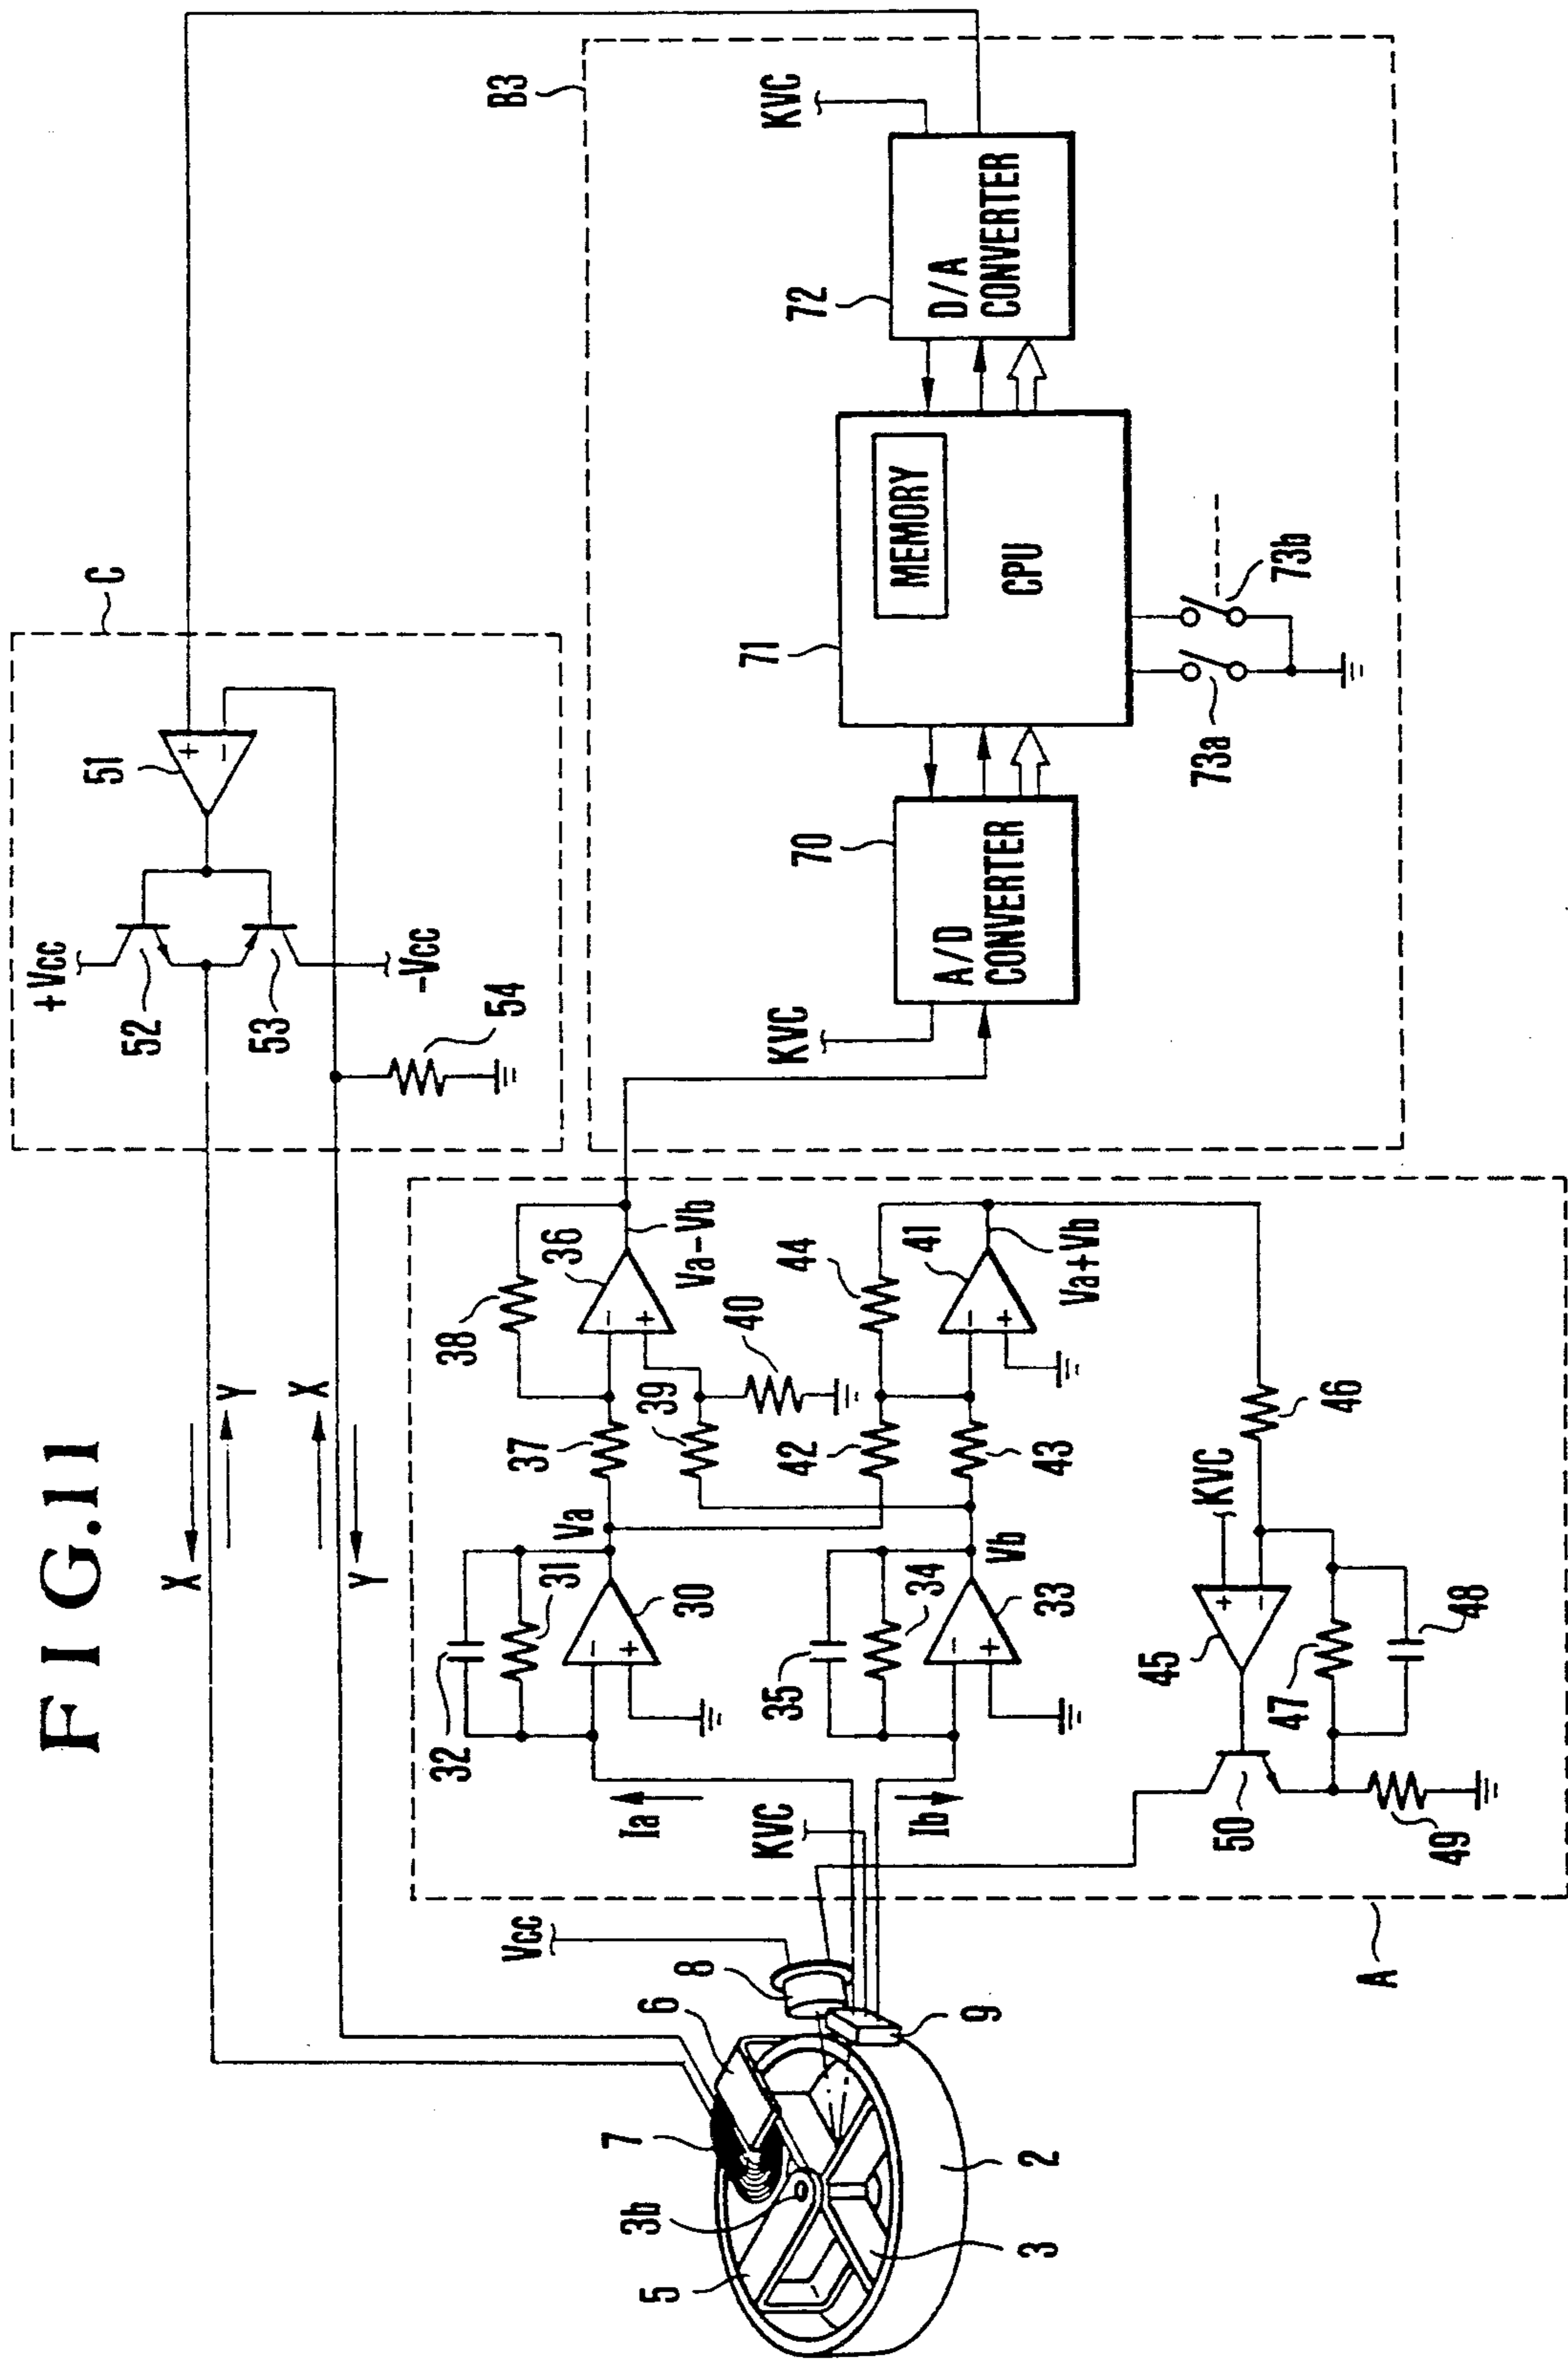 FIG.11
X
Y
X
Y
+Vcc
52
53
-Vcc
54
51
C
B3
KVC
72
D/A
CONVERTER
71
MEMORY
CPU
73a
73b
70
A/D
CONVERTER
KVC
32
31
Va
30
37
38
36
Va-Vb
39
40
35
34
Vb
33
42
43
44
41
Va+Vb
Ia
KVC
Ib
KVC
46
45
47
48
50
49
A
Vcc
8
6
9
7
3b
5
3
2
+
-
-
+
-
+
-
+
-
+
+
-